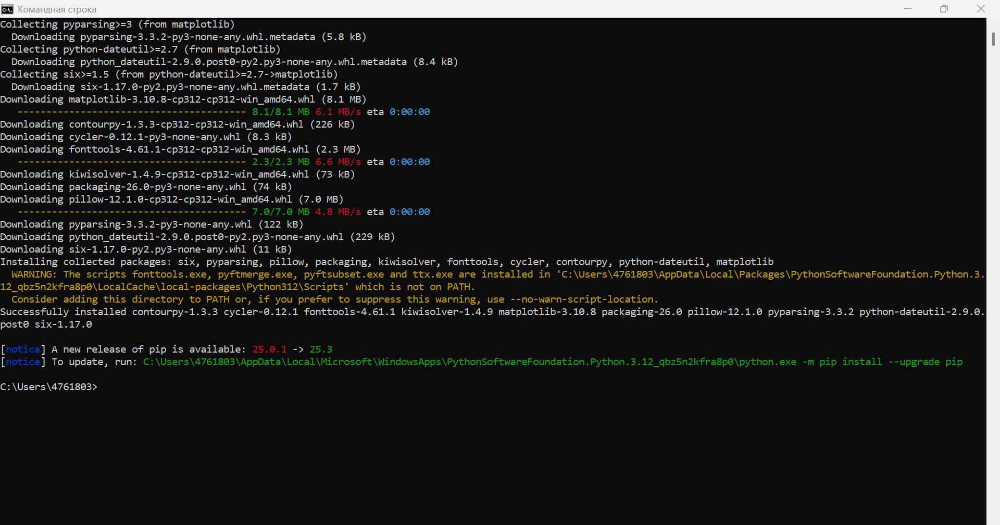 Командная строка
Collecting pyparsing>=3 (from matplotlib)
  Downloading pyparsing-3.3.2-py3-none-any.whl.metadata (5.8 kB)
Collecting python-dateutil>=2.7 (from matplotlib)
  Downloading python_dateutil-2.9.0.post0-py2.py3-none-any.whl.metadata (8.4 kB)
Collecting six>=1.5 (from python-dateutil>=2.7->matplotlib)
  Downloading six-1.17.0-py2.py3-none-any.whl.metadata (1.7 kB)
Downloading matplotlib-3.10.8-cp312-cp312-win_amd64.whl (8.1 MB)
   ---------------------------------------- 8.1/8.1 MB 6.1 MB/s eta 0:00:00
Downloading contourpy-1.3.3-cp312-cp312-win_amd64.whl (226 kB)
Downloading cycler-0.12.1-py3-none-any.whl (8.3 kB)
Downloading fonttools-4.61.1-cp312-cp312-win_amd64.whl (2.3 MB)
   ---------------------------------------- 2.3/2.3 MB 6.6 MB/s eta 0:00:00
Downloading kiwisolver-1.4.9-cp312-cp312-win_amd64.whl (73 kB)
Downloading packaging-26.0-py3-none-any.whl (74 kB)
Downloading pillow-12.1.0-cp312-cp312-win_amd64.whl (7.0 MB)
   ---------------------------------------- 7.0/7.0 MB 4.8 MB/s eta 0:00:00
Downloading pyparsing-3.3.2-py3-none-any.whl (122 kB)
Downloading python_dateutil-2.9.0.post0-py2.py3-none-any.whl (229 kB)
Downloading six-1.17.0-py2.py3-none-any.whl (11 kB)
Installing collected packages: six, pyparsing, pillow, packaging, kiwisolver, fonttools, cycler, contourpy, python-dateutil, matplotlib
  WARNING: The scripts fonttools.exe, pyftmerge.exe, pyftsubset.exe and ttx.exe are installed in 'C:\Users\4761803\AppData\Local\Packages\PythonSoftwareFoundation.Python.3.
12_qbz5n2kfra8p0\LocalCache\local-packages\Python312\Scripts' which is not on PATH.
  Consider adding this directory to PATH or, if you prefer to suppress this warning, use --no-warn-script-location.
Successfully installed contourpy-1.3.3 cycler-0.12.1 fonttools-4.61.1 kiwisolver-1.4.9 matplotlib-3.10.8 packaging-26.0 pillow-12.1.0 pyparsing-3.3.2 python-dateutil-2.9.0.
post0 six-1.17.0
[notice] A new release of pip is available: 25.0.1 -> 25.3
[notice] To update, run: C:\Users\4761803\AppData\Local\Microsoft\WindowsApps\PythonSoftwareFoundation.Python.3.12_qbz5n2kfra8p0\python.exe -m pip install --upgrade pip
C:\Users\4761803>